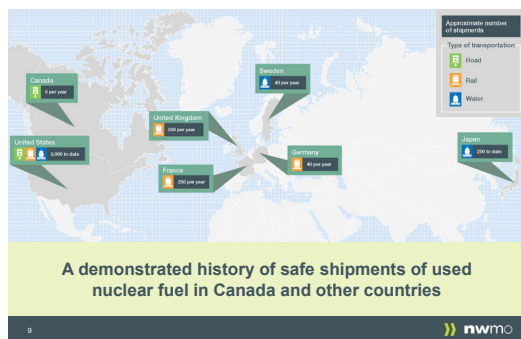 Approximate number
of shipments
Type of transportation
Road
Rail
Water
Canada
5 per year
United States
3,000 to date
United Kingdom
300 per year
France
250 per year
Sweden
40 per year
Germany
40 per year
Japan
200 to date
A demonstrated history of safe shipments of used
nuclear fuel in Canada and other countries
9
nwmo